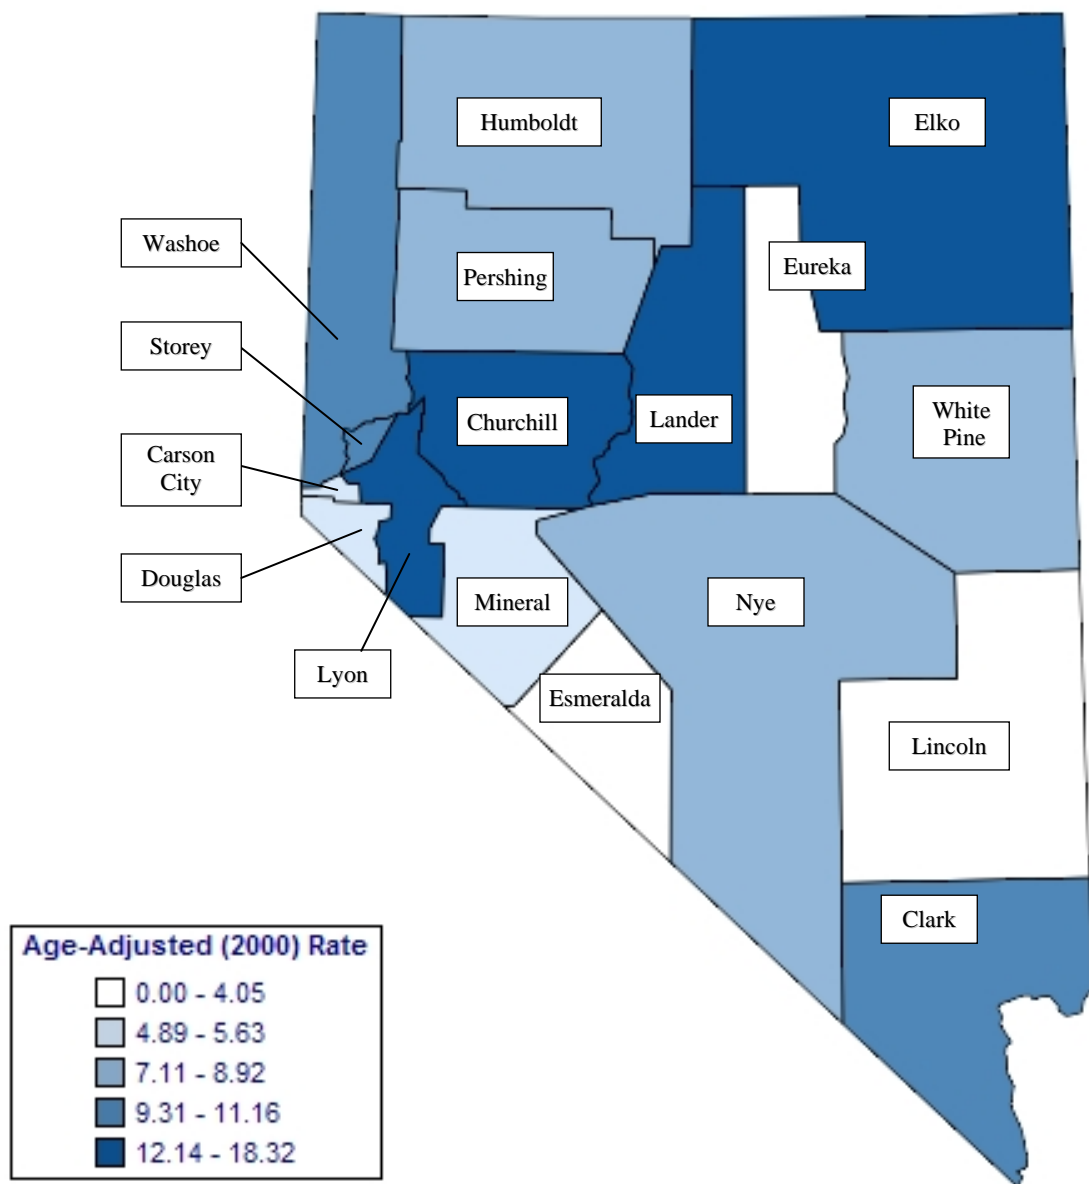 Humboldt
Elko
Washoe
Eureka
Pershing
Storey
Churchill
Lander
White
Pine
Carson
City
Douglas
Mineral
Nye
Lyon
Esmeralda
Lincoln
Clark
Age-Adjusted (2000) Rate
0.00 - 4.05
4.89 - 5.63
7.11 - 8.92
9.31 - 11.16
12.14 - 18.32